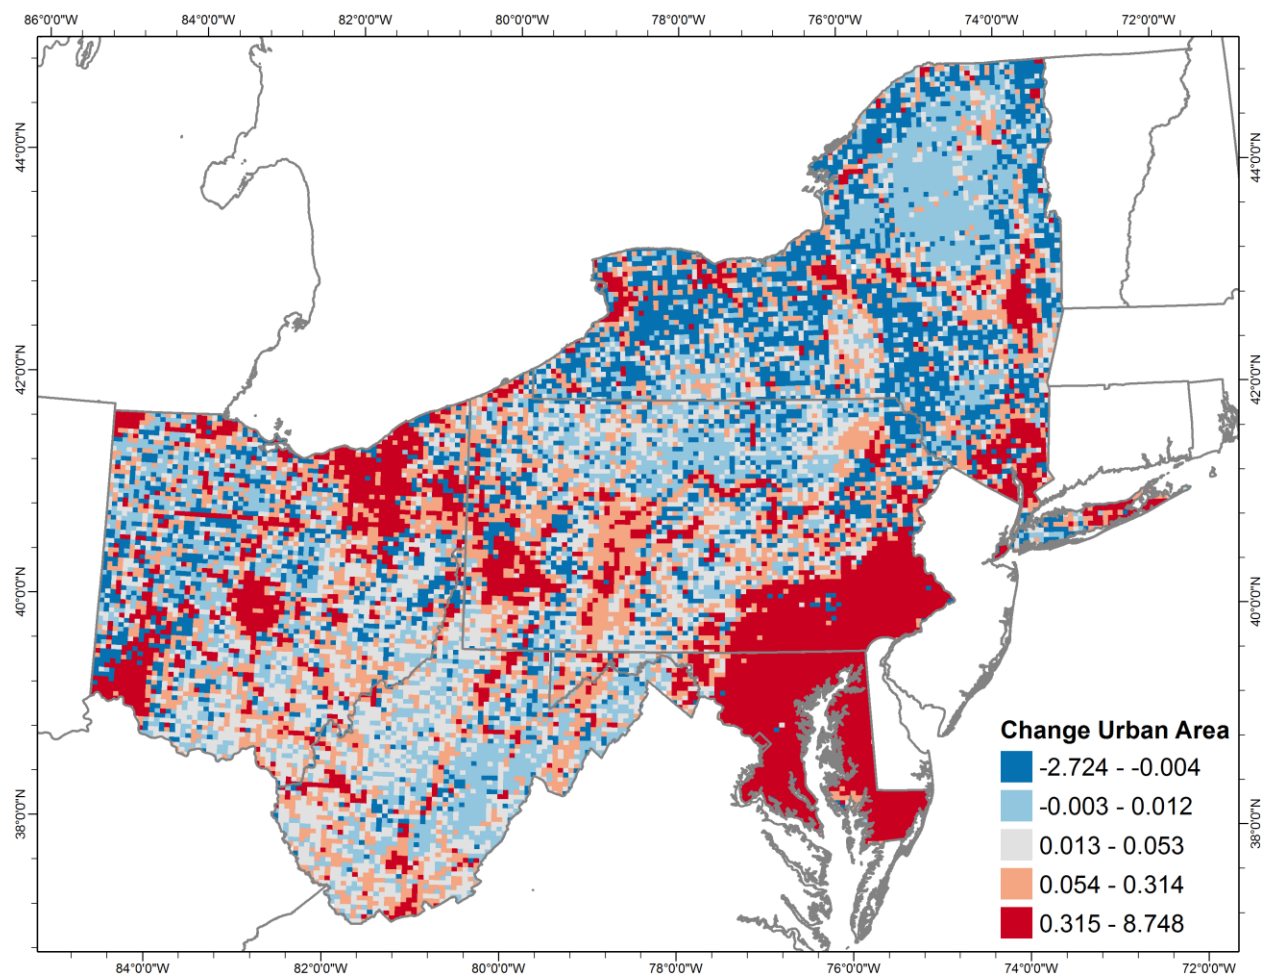 86°0'0"W 84°0'0"W 82°0'0"W 80°0'0"W 78°0'0"W 76°0'0"W 74°0'0"W 72°0'0"W
44°0'0"N 44°0'0"N
42°0'0"N 42°0'0"N
40°0'0"N 40°0'0"N
38°0'0"N 38°0'0"N
Change Urban Area
-2.724 - -0.004
-0.003 - 0.012
0.013 - 0.053
0.054 - 0.314
0.315 - 8.748
84°0'0"W 82°0'0"W 80°0'0"W 78°0'0"W 76°0'0"W 74°0'0"W 72°0'0"W